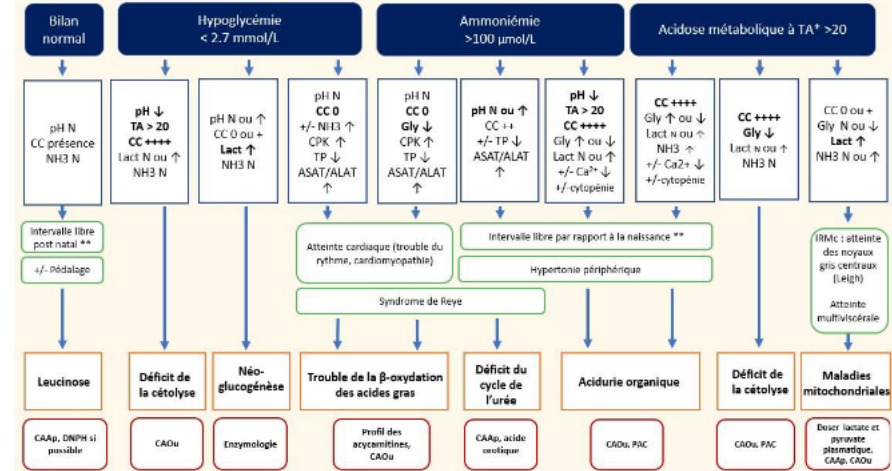 Bilan
normal
Hypoglycémie
< 2.7 mmol/L
Ammoniémie
>100 µmol/L
Acidose métabolique à TA⁺ >20
pH N
CC présence
NH3 N
pH ↓
TA > 20
CC ++++
Lact N ou ↑
NH3 N
pH N ou ↑
CC 0 ou +
Lact ↑
NH3 N
pH N
CC 0
+/- NH3 ↑
CPK ↑
TP ↓
ASAT/ALAT
↑
pH N
CC 0
Gly ↓
CPK ↑
TP ↓
ASAT/ALAT
↑
pH N ou ↑
CC ++
+/- TP ↓
ASAT/ALAT
↑
pH ↓
TA > 20
CC ++++
Gly ↑ ou ↓
Lact N ou ↑
+/- Ca²⁺ ↓
+/-cytopénie
CC ++++
Gly ↑ ou ↓
Lact N ou ↑
NH3 ↑
+/- Ca2+ ↓
+/-cytopénie
CC ++++
Gly ↓
Lact N ou ↑
NH3 N
CC 0 ou +
Gly N ou ↓
Lact ↑
NH3 N ou ↑
Intervalle libre
post natal **
+/- Pédalage
Atteinte cardiaque (trouble du
rythme, cardiomyopathie)
Intervalle libre par rapport à la naissance **
Hypertonie périphérique
Syndrome de Reye
IRMc : atteinte
des noyaux
gris centraux
(Leigh)
Atteinte
multiviscérale
Leucinose
Déficit de
la cétolyse
Néo-
glucogénèse
Trouble de la β-oxydation
des acides gras
Déficit du
cycle de
l'urée
Acidurie organique
Déficit de
la cétolyse
Maladies
mitochondriales
CAAp, DNPH si
possible
CAOu
Enzymologie
Profil des
acycarnitines,
CAOu
CAAp, acide
orotique
CAOu, PAC
CAOu, PAC
Doser lactate et
pyruvate
plasmatique,
CAAp, CAOu